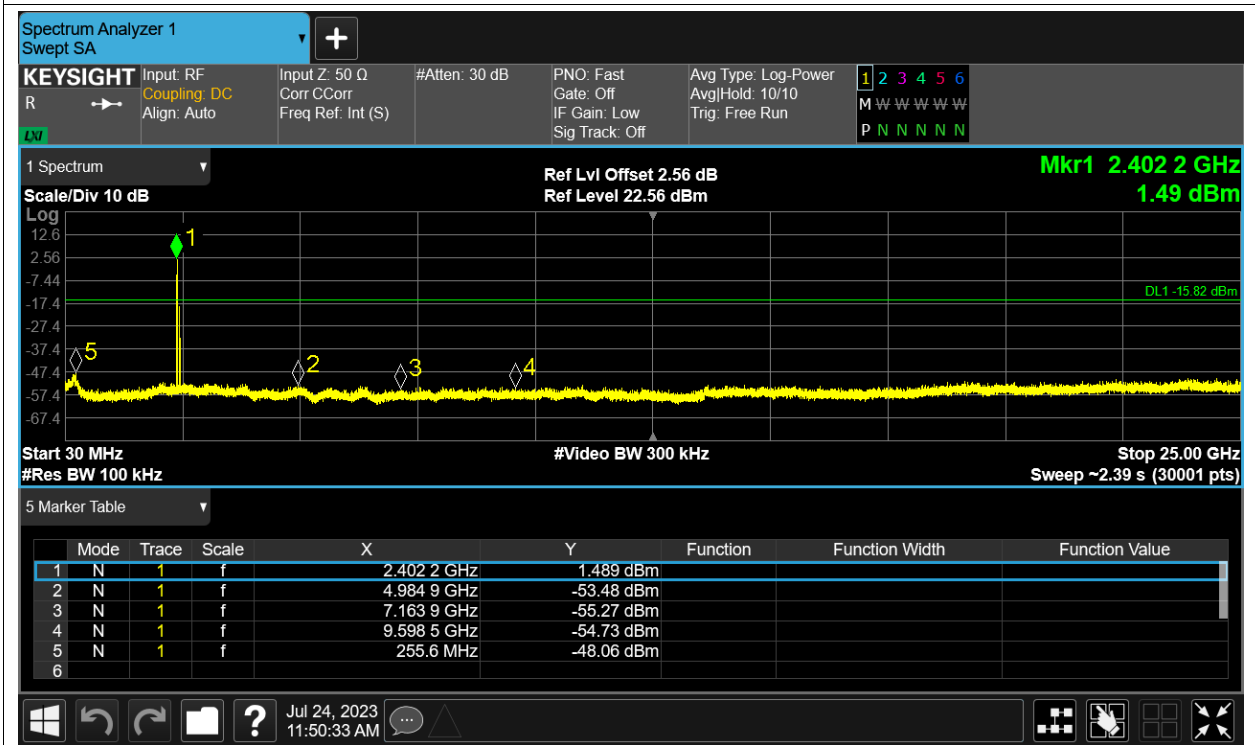 Spectrum Analyzer 1
Swept SA
KEYSIGHT
R
LXI
Input: RF
Coupling: DC
Align: Auto
Input Z: 50 Ω
Corr CCorr
Freq Ref: Int (S)
#Atten: 30 dB
PNO: Fast
Gate: Off
IF Gain: Low
Sig Track: Off
Avg Type: Log-Power
Avg|Hold: 10/10
Trig: Free Run
1 2 3 4 5 6
M W W W W W
P N N N N N
1 Spectrum
Scale/Div 10 dB
Ref Lvl Offset 2.56 dB
Ref Level 22.56 dBm
Mkr1 2.402 2 GHz
1.49 dBm
Log
12.6
2.56
-7.44
-17.4
-27.4
-37.4
-47.4
-57.4
-67.4
1
5
2
3
4
DL1 -15.82 dBm
Start 30 MHz
#Video BW 300 kHz
Stop 25.00 GHz
#Res BW 100 kHz
Sweep ~2.39 s (30001 pts)
5 Marker Table
Mode Trace Scale X Y Function Function Width Function Value
1 N 1 f 2.402 2 GHz 1.489 dBm
2 N 1 f 4.984 9 GHz -53.48 dBm
3 N 1 f 7.163 9 GHz -55.27 dBm
4 N 1 f 9.598 5 GHz -54.73 dBm
5 N 1 f 255.6 MHz -48.06 dBm
6
?
Jul 24, 2023
11:50:33 AM